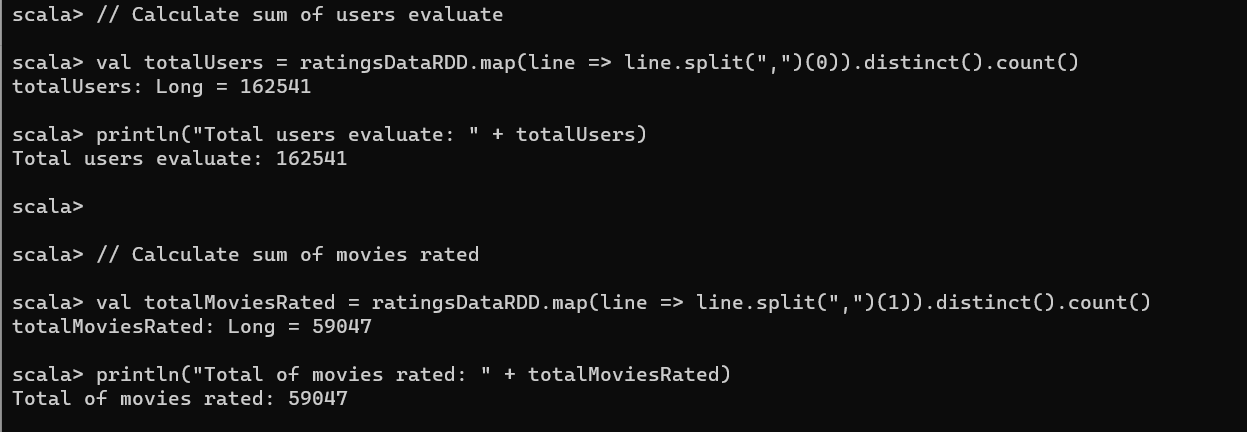 scala> // Calculate sum of users evaluate
scala> val totalUsers = ratingsDataRDD.map(line => line.split(",")(0)).distinct().count()
totalUsers: Long = 162541
scala> println("Total users evaluate: " + totalUsers)
Total users evaluate: 162541
scala>
scala> // Calculate sum of movies rated
scala> val totalMoviesRated = ratingsDataRDD.map(line => line.split(",")(1)).distinct().count()
totalMoviesRated: Long = 59047
scala> println("Total of movies rated: " + totalMoviesRated)
Total of movies rated: 59047